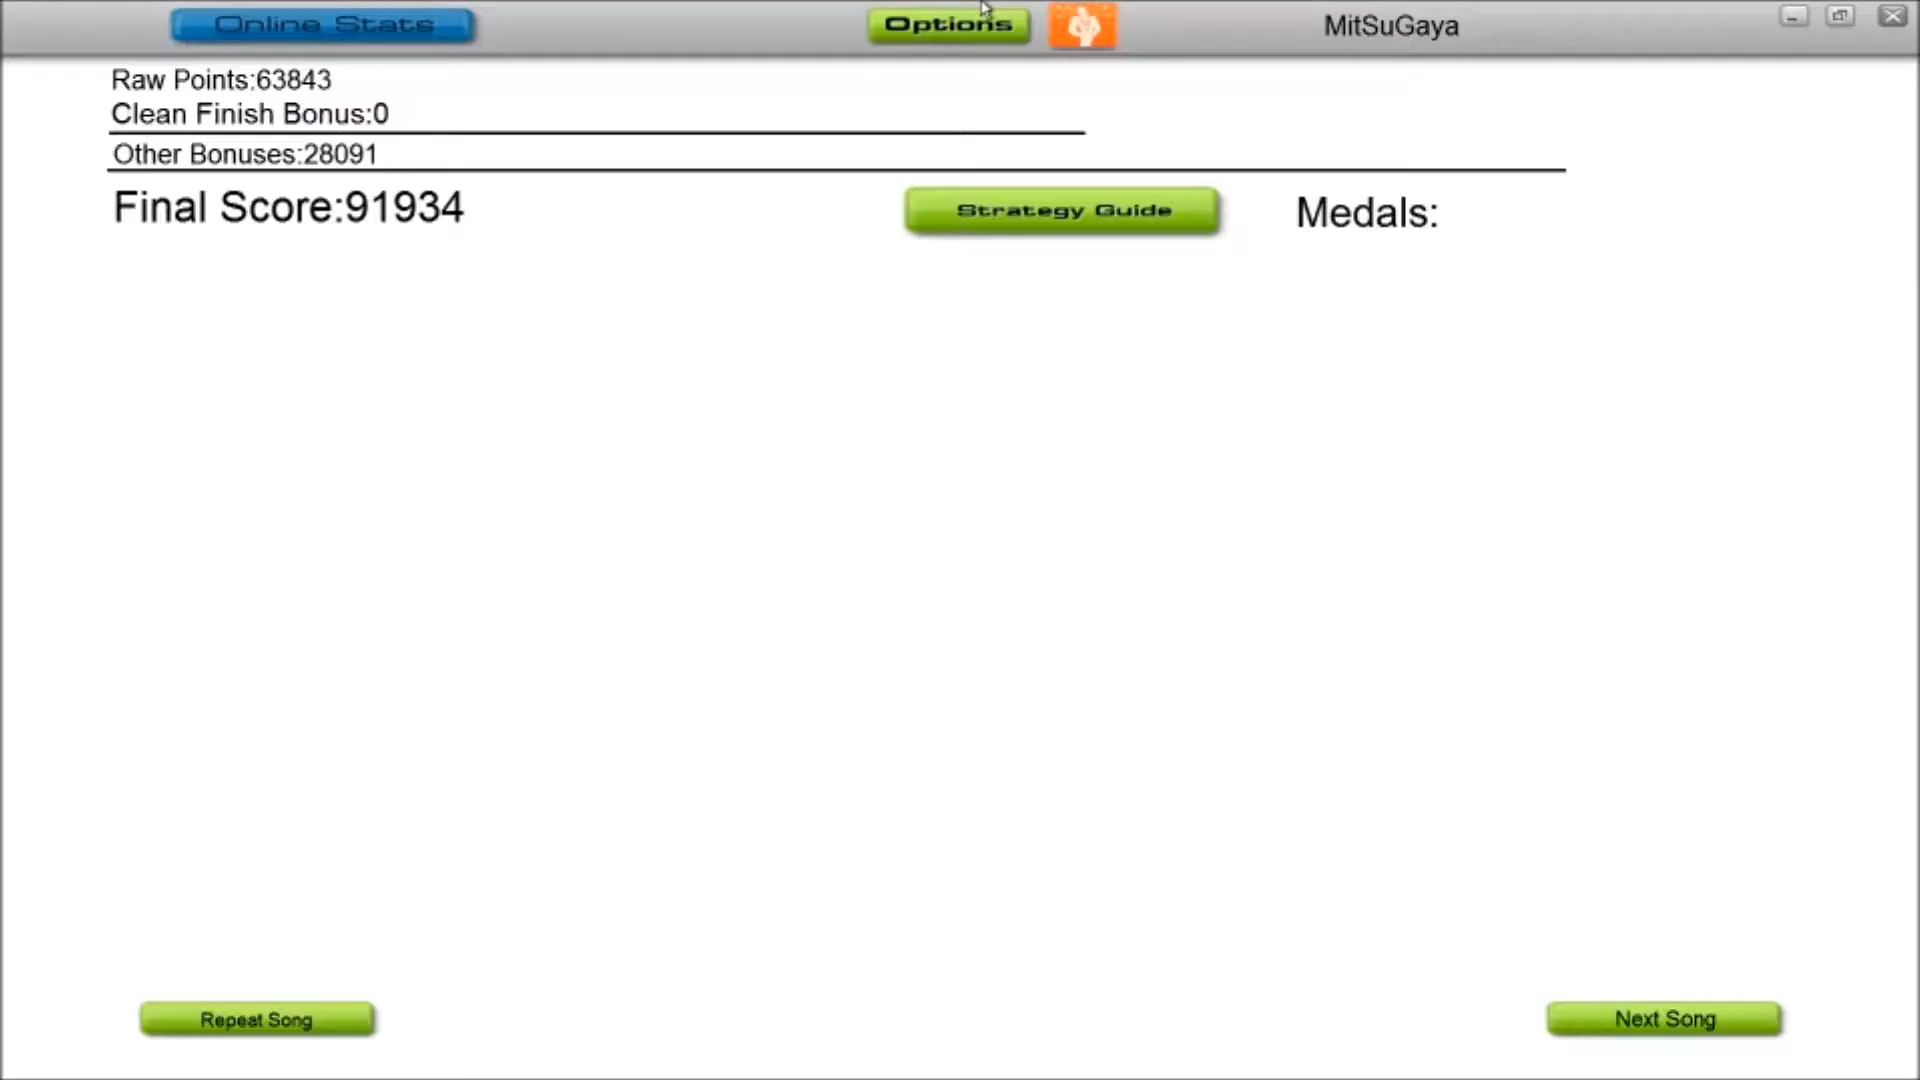 Online Stats
Options
MitSuGaya
Raw Points:63843
Clean Finish Bonus:0
Other Bonuses:28091
Final Score:91934
Strategy Guide
Medals:
Repeat Song
Next Song